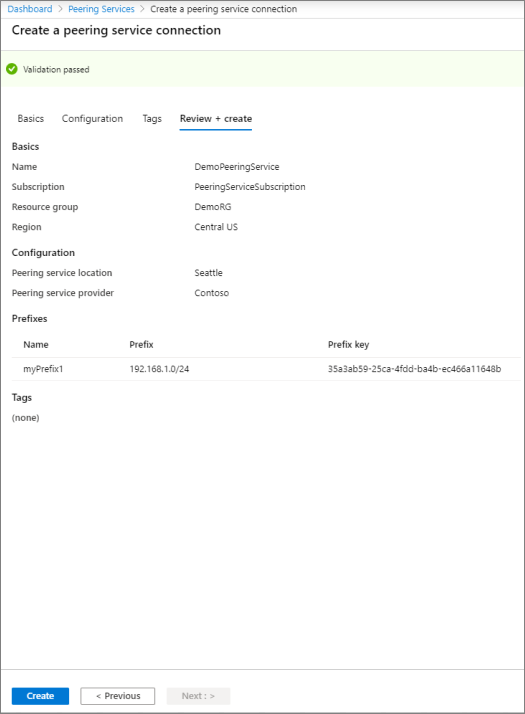 Dashboard > Peering Services > Create a peering service connection
Create a peering service connection
Validation passed
Basics Configuration Tags Review + create
Basics
Name DemoPeeringService
Subscription PeeringServiceSubscription
Resource group DemoRG
Region Central US
Configuration
Peering service location Seattle
Peering service provider Contoso
Prefixes
Name Prefix Prefix key
myPrefix1 192.168.1.0/24 35a3ab59-25ca-4fdd-ba4b-ec466a11648b
Tags
(none)
Create < Previous Next : >